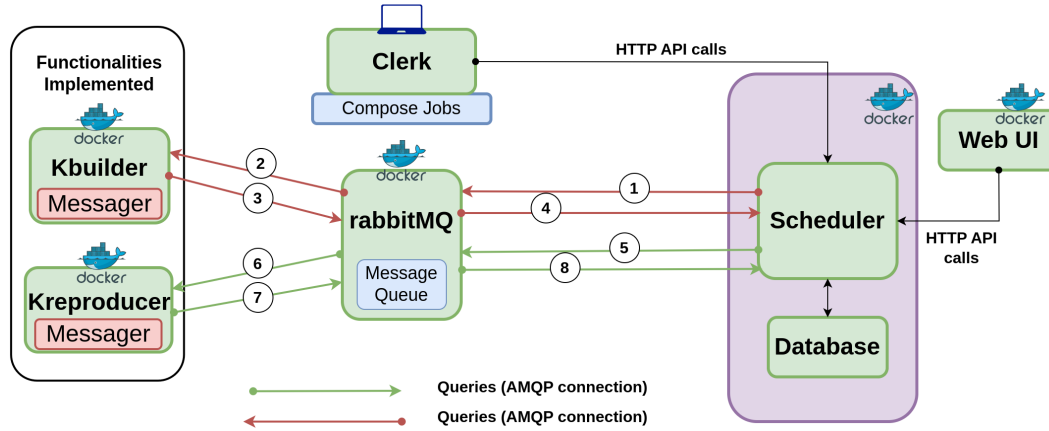 Functionalities
Implemented
docker
Kbuilder
Messager
docker
Kreproducer
Messager
Clerk
Compose Jobs
HTTP API calls
docker
rabbitMQ
Message
Queue
2
3
6
7
1
4
5
8
docker
Scheduler
Database
docker
Web UI
HTTP API
calls
Queries (AMQP connection)
Queries (AMQP connection)